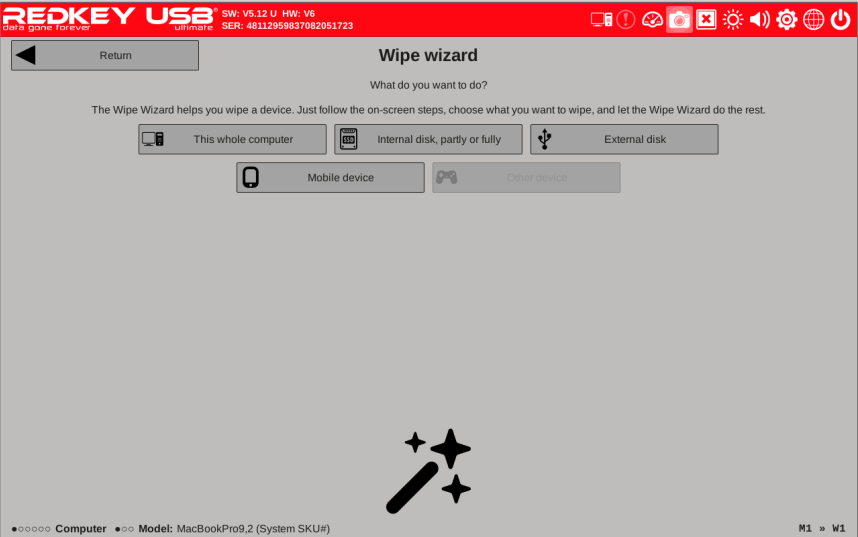 REDKEY USB®
data gone forever
ultimate
SW: V5.12 U HW: V6
SER: 48112959837082051723
Return
Wipe wizard
What do you want to do?
The Wipe Wizard helps you wipe a device. Just follow the on-screen steps, choose what you want to wipe, and let the Wipe Wizard do the rest.
This whole computer
SSD
Internal disk, partly or fully
External disk
Mobile device
Other device
●○○○○○ Computer ●○○ Model: MacBookPro9,2 (System SKU#)
M1 » W1